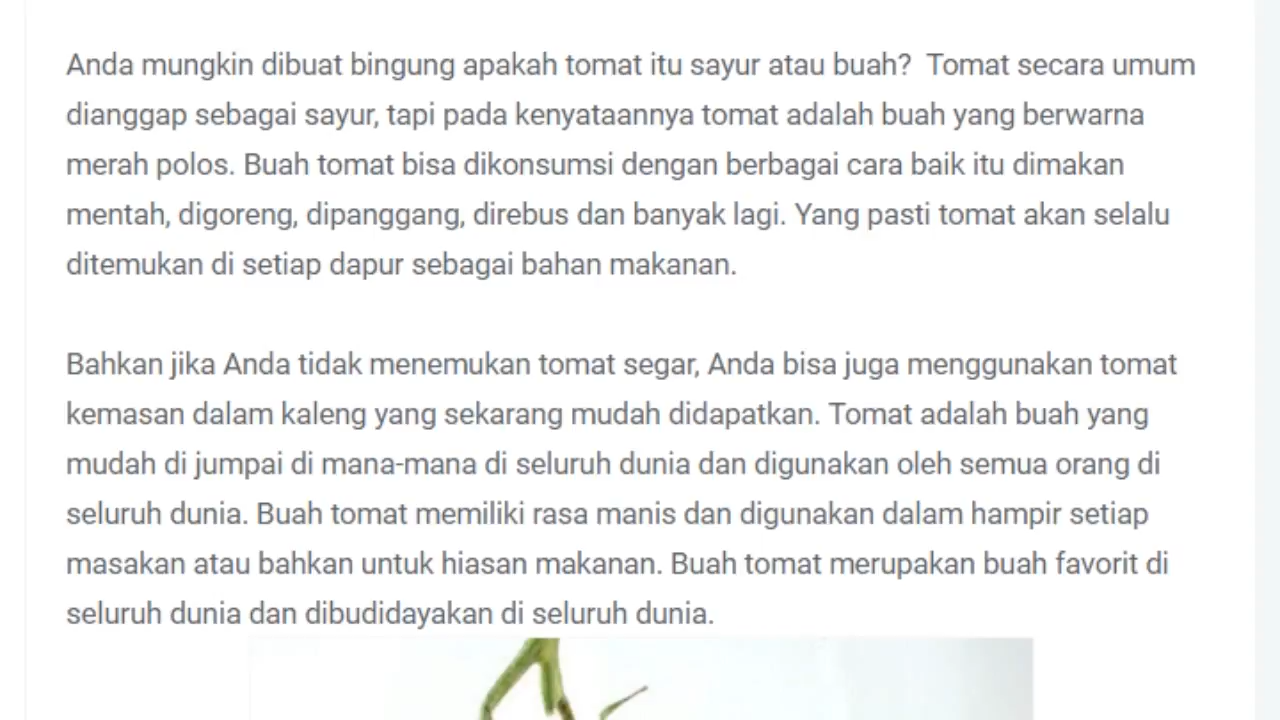 Anda mungkin dibuat bingung apakah tomat itu sayur atau buah?  Tomat secara umum
dianggap sebagai sayur, tapi pada kenyataannya tomat adalah buah yang berwarna
merah polos. Buah tomat bisa dikonsumsi dengan berbagai cara baik itu dimakan
mentah, digoreng, dipanggang, direbus dan banyak lagi. Yang pasti tomat akan selalu
ditemukan di setiap dapur sebagai bahan makanan.
Bahkan jika Anda tidak menemukan tomat segar, Anda bisa juga menggunakan tomat
kemasan dalam kaleng yang sekarang mudah didapatkan. Tomat adalah buah yang
mudah di jumpai di mana-mana di seluruh dunia dan digunakan oleh semua orang di
seluruh dunia. Buah tomat memiliki rasa manis dan digunakan dalam hampir setiap
masakan atau bahkan untuk hiasan makanan. Buah tomat merupakan buah favorit di
seluruh dunia dan dibudidayakan di seluruh dunia.